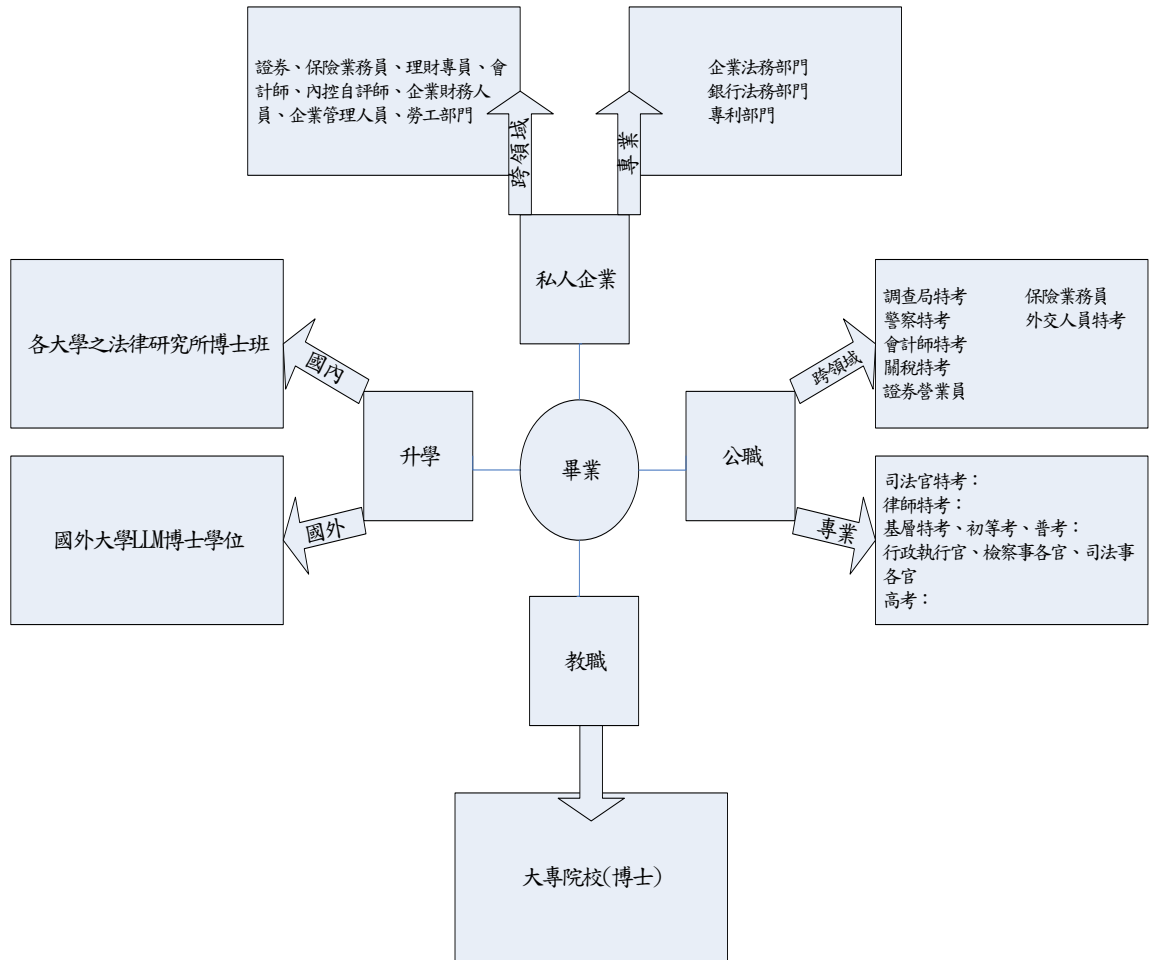 證券、保險業務員、理財專員、會
計師、內控自評師、企業財務人
員、企業管理人員、勞工部門
企業法務部門
銀行法務部門
專利部門
跨領域
專業
私人企業
各大學之法律研究所博士班
國內
調查局特考
保險業務員
警察特考
外交人員特考
會計師特考
關稅特考
證券營業員
跨領域
升學
畢業
公職
國外大學LLM博士學位
國外
專業
司法官特考:
律師特考:
基層特考、初等考、普考:
行政執行官、檢察事各官、司法事
各官
高考:
教職
大專院校(博士)